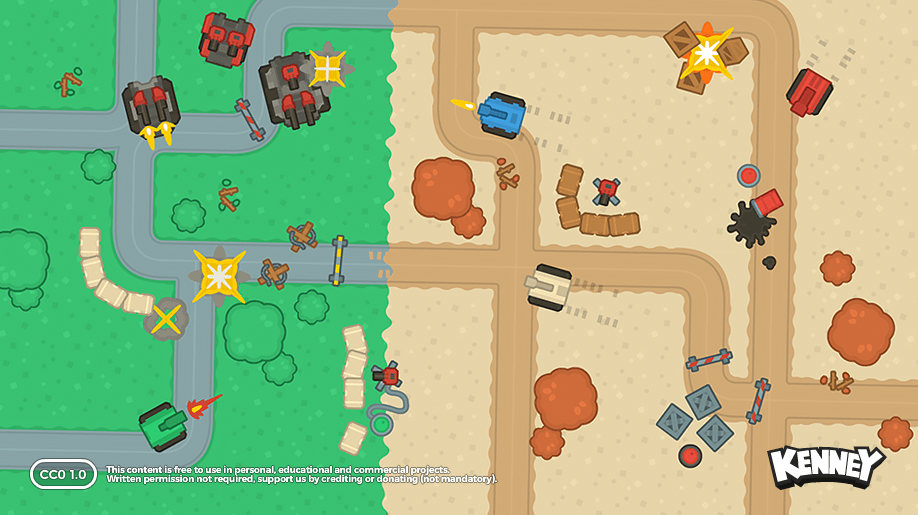 CC0 1.0
This content is free to use in personal, educational and commercial projects.
Written permission not required, support us by crediting or donating (not mandatory).
KENNEY